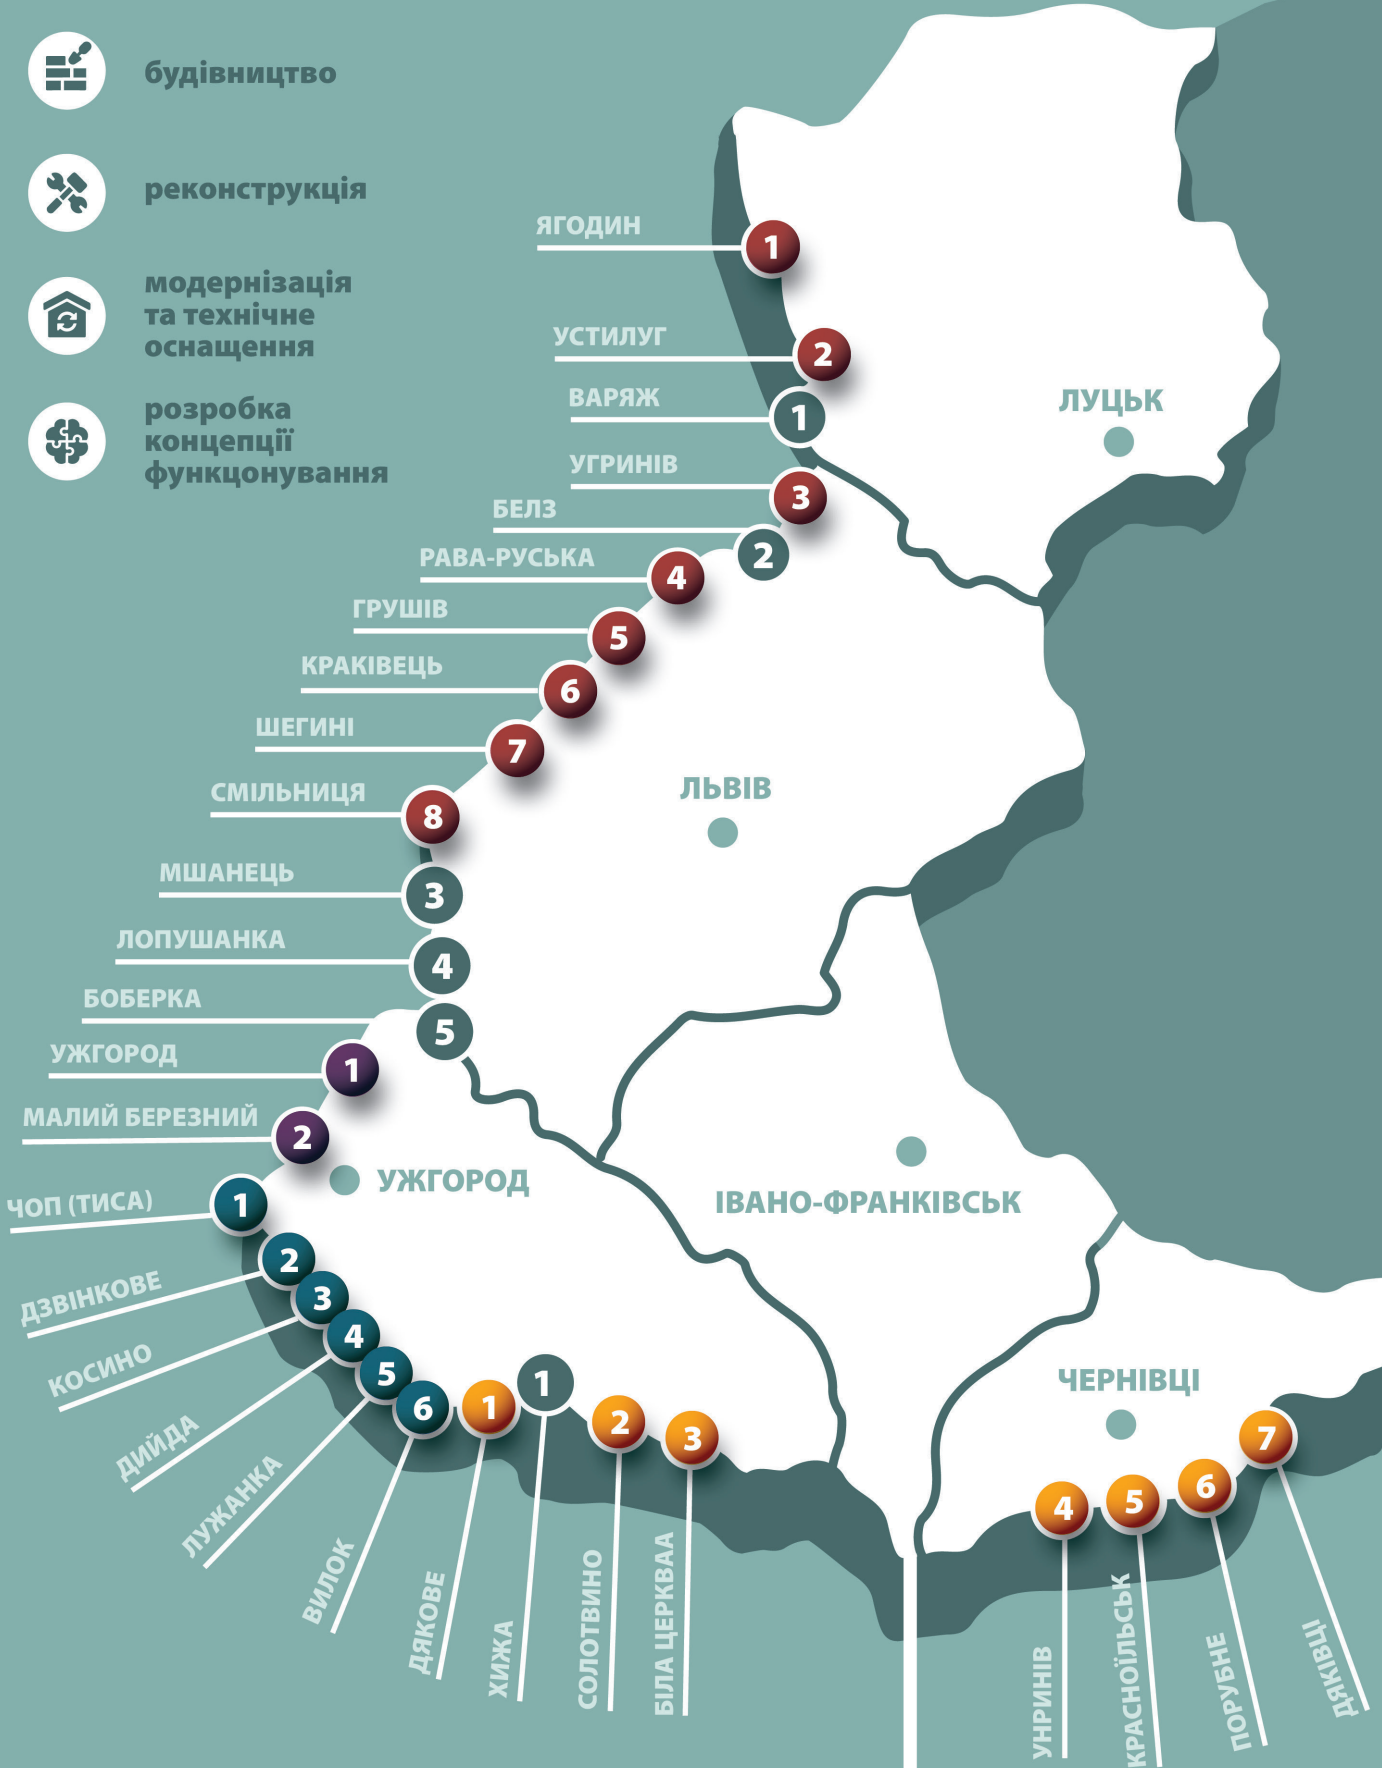 будівництво
реконструкція
модернізація
та технічне
оснащення
розробка
концепції
функцонування
ЯГОДИН
1
УСТИЛУГ
2
ВАРЯЖ
1
УГРИНІВ
3
БЕЛЗ
2
РАВА-РУСЬКА
4
ГРУШІВ
5
КРАКІВЕЦЬ
6
ШЕГИНІ
7
СМІЛЬНИЦЯ
8
МШАНЕЦЬ
3
ЛОПУШАНКА
4
БОБЕРКА
5
УЖГОРОД
1
МАЛИЙ БЕРЕЗНИЙ
2
ЧОП (ТИСА)
1
ДЗВІНКОВЕ
2
КОСИНО
3
ДИЙДА
4
ЛУЖАНКА
5
ВИЛОК
6
ДЯКОВЕ
1
ХИЖА
1
СОЛОТВИНО
2
БІЛА ЦЕРКВАА
3
УНРИНІВ
4
КРАСНОЇЛЬСЬК
5
ПОРУБНЕ
6
ДЯКІВЦІ
7
ЛУЦЬК
ЛЬВІВ
УЖГОРОД
ІВАНО-ФРАНКІВСЬК
ЧЕРНІВЦІ